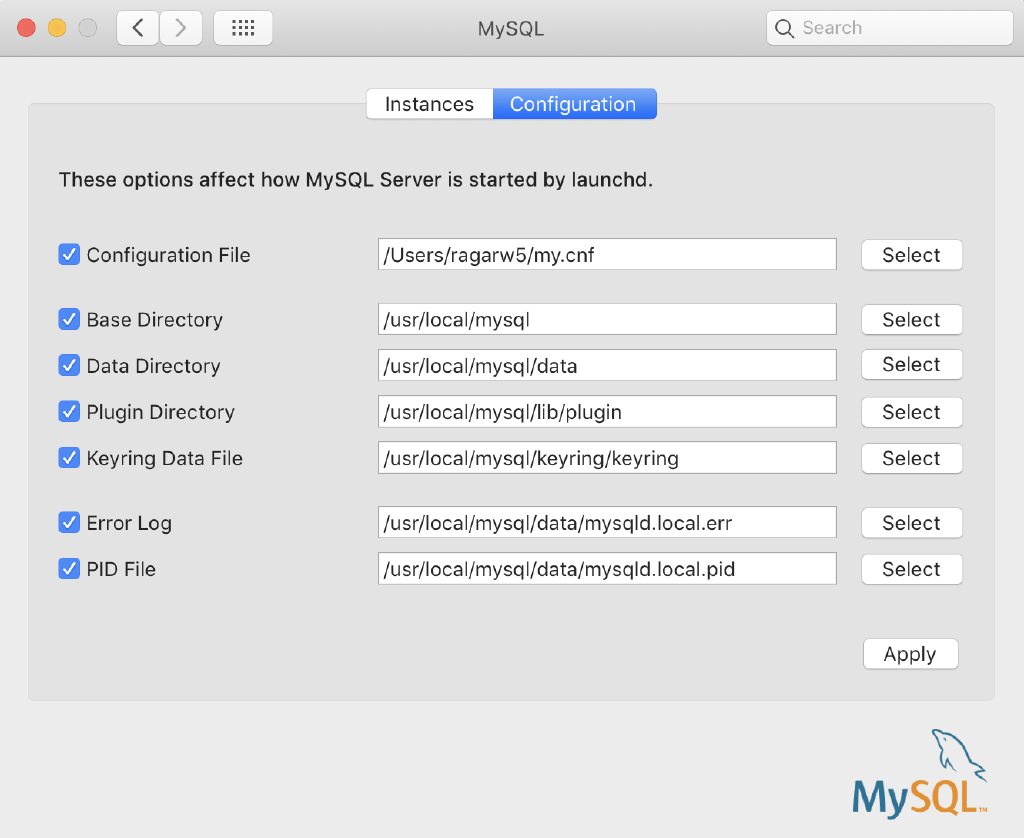 MySQL
Search
Instances
Configuration
These options affect how MySQL Server is started by launchd.
Configuration File /Users/ragarw5/my.cnf Select
Base Directory /usr/local/mysql Select
Data Directory /usr/local/mysql/data Select
Plugin Directory /usr/local/mysql/lib/plugin Select
Keyring Data File /usr/local/mysql/keyring/keyring Select
Error Log /usr/local/mysql/data/mysqld.local.err Select
PID File /usr/local/mysql/data/mysqld.local.pid Select
Apply
MySQL™